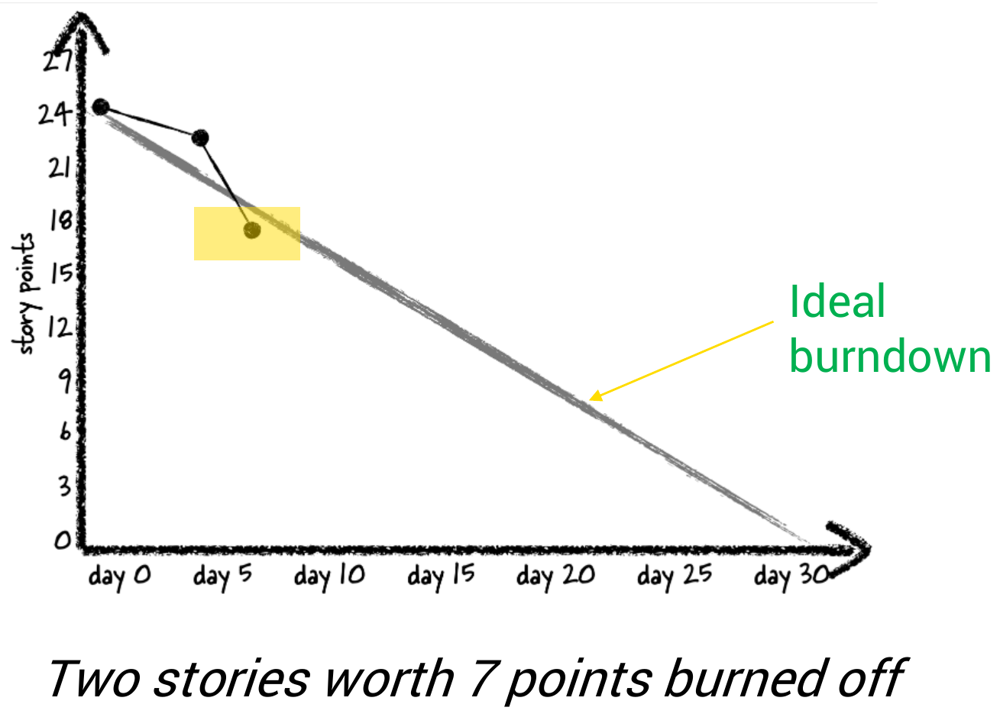 27
24
21
18
15
12
9
6
3
0
story points
day 0 day 5 day 10 day 15 day 20 day 25 day 30
Ideal
burndown
Two stories worth 7 points burned off